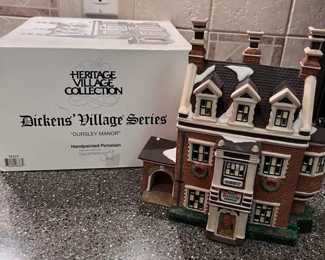 HERITAGE
VILLAGE
COLLECTION
Dickens' Village Series
"DURSLEY MANOR"
Handpainted Porcelain